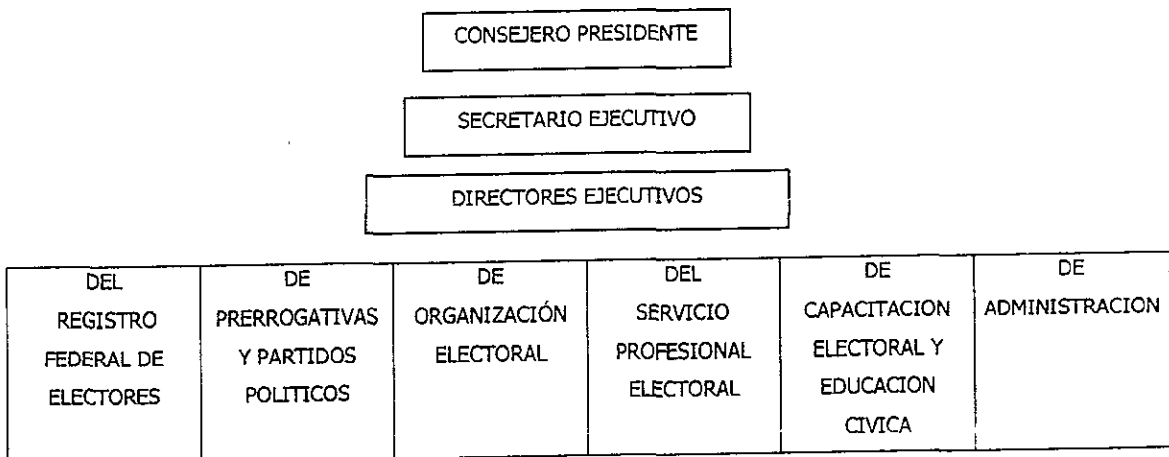 CONSEJERO PRESIDENTE
SECRETARIO EJECUTIVO
DIRECTORES EJECUTIVOS
DEL
REGISTRO
FEDERAL DE
ELECTORES
DE
PRERROGATIVAS
Y PARTIDOS
POLITICOS
DE
ORGANIZACIÓN
ELECTORAL
DEL
SERVICIO
PROFESIONAL
ELECTORAL
DE
CAPACITACION
ELECTORAL Y
EDUCACION
CIVICA
DE
ADMINISTRACION